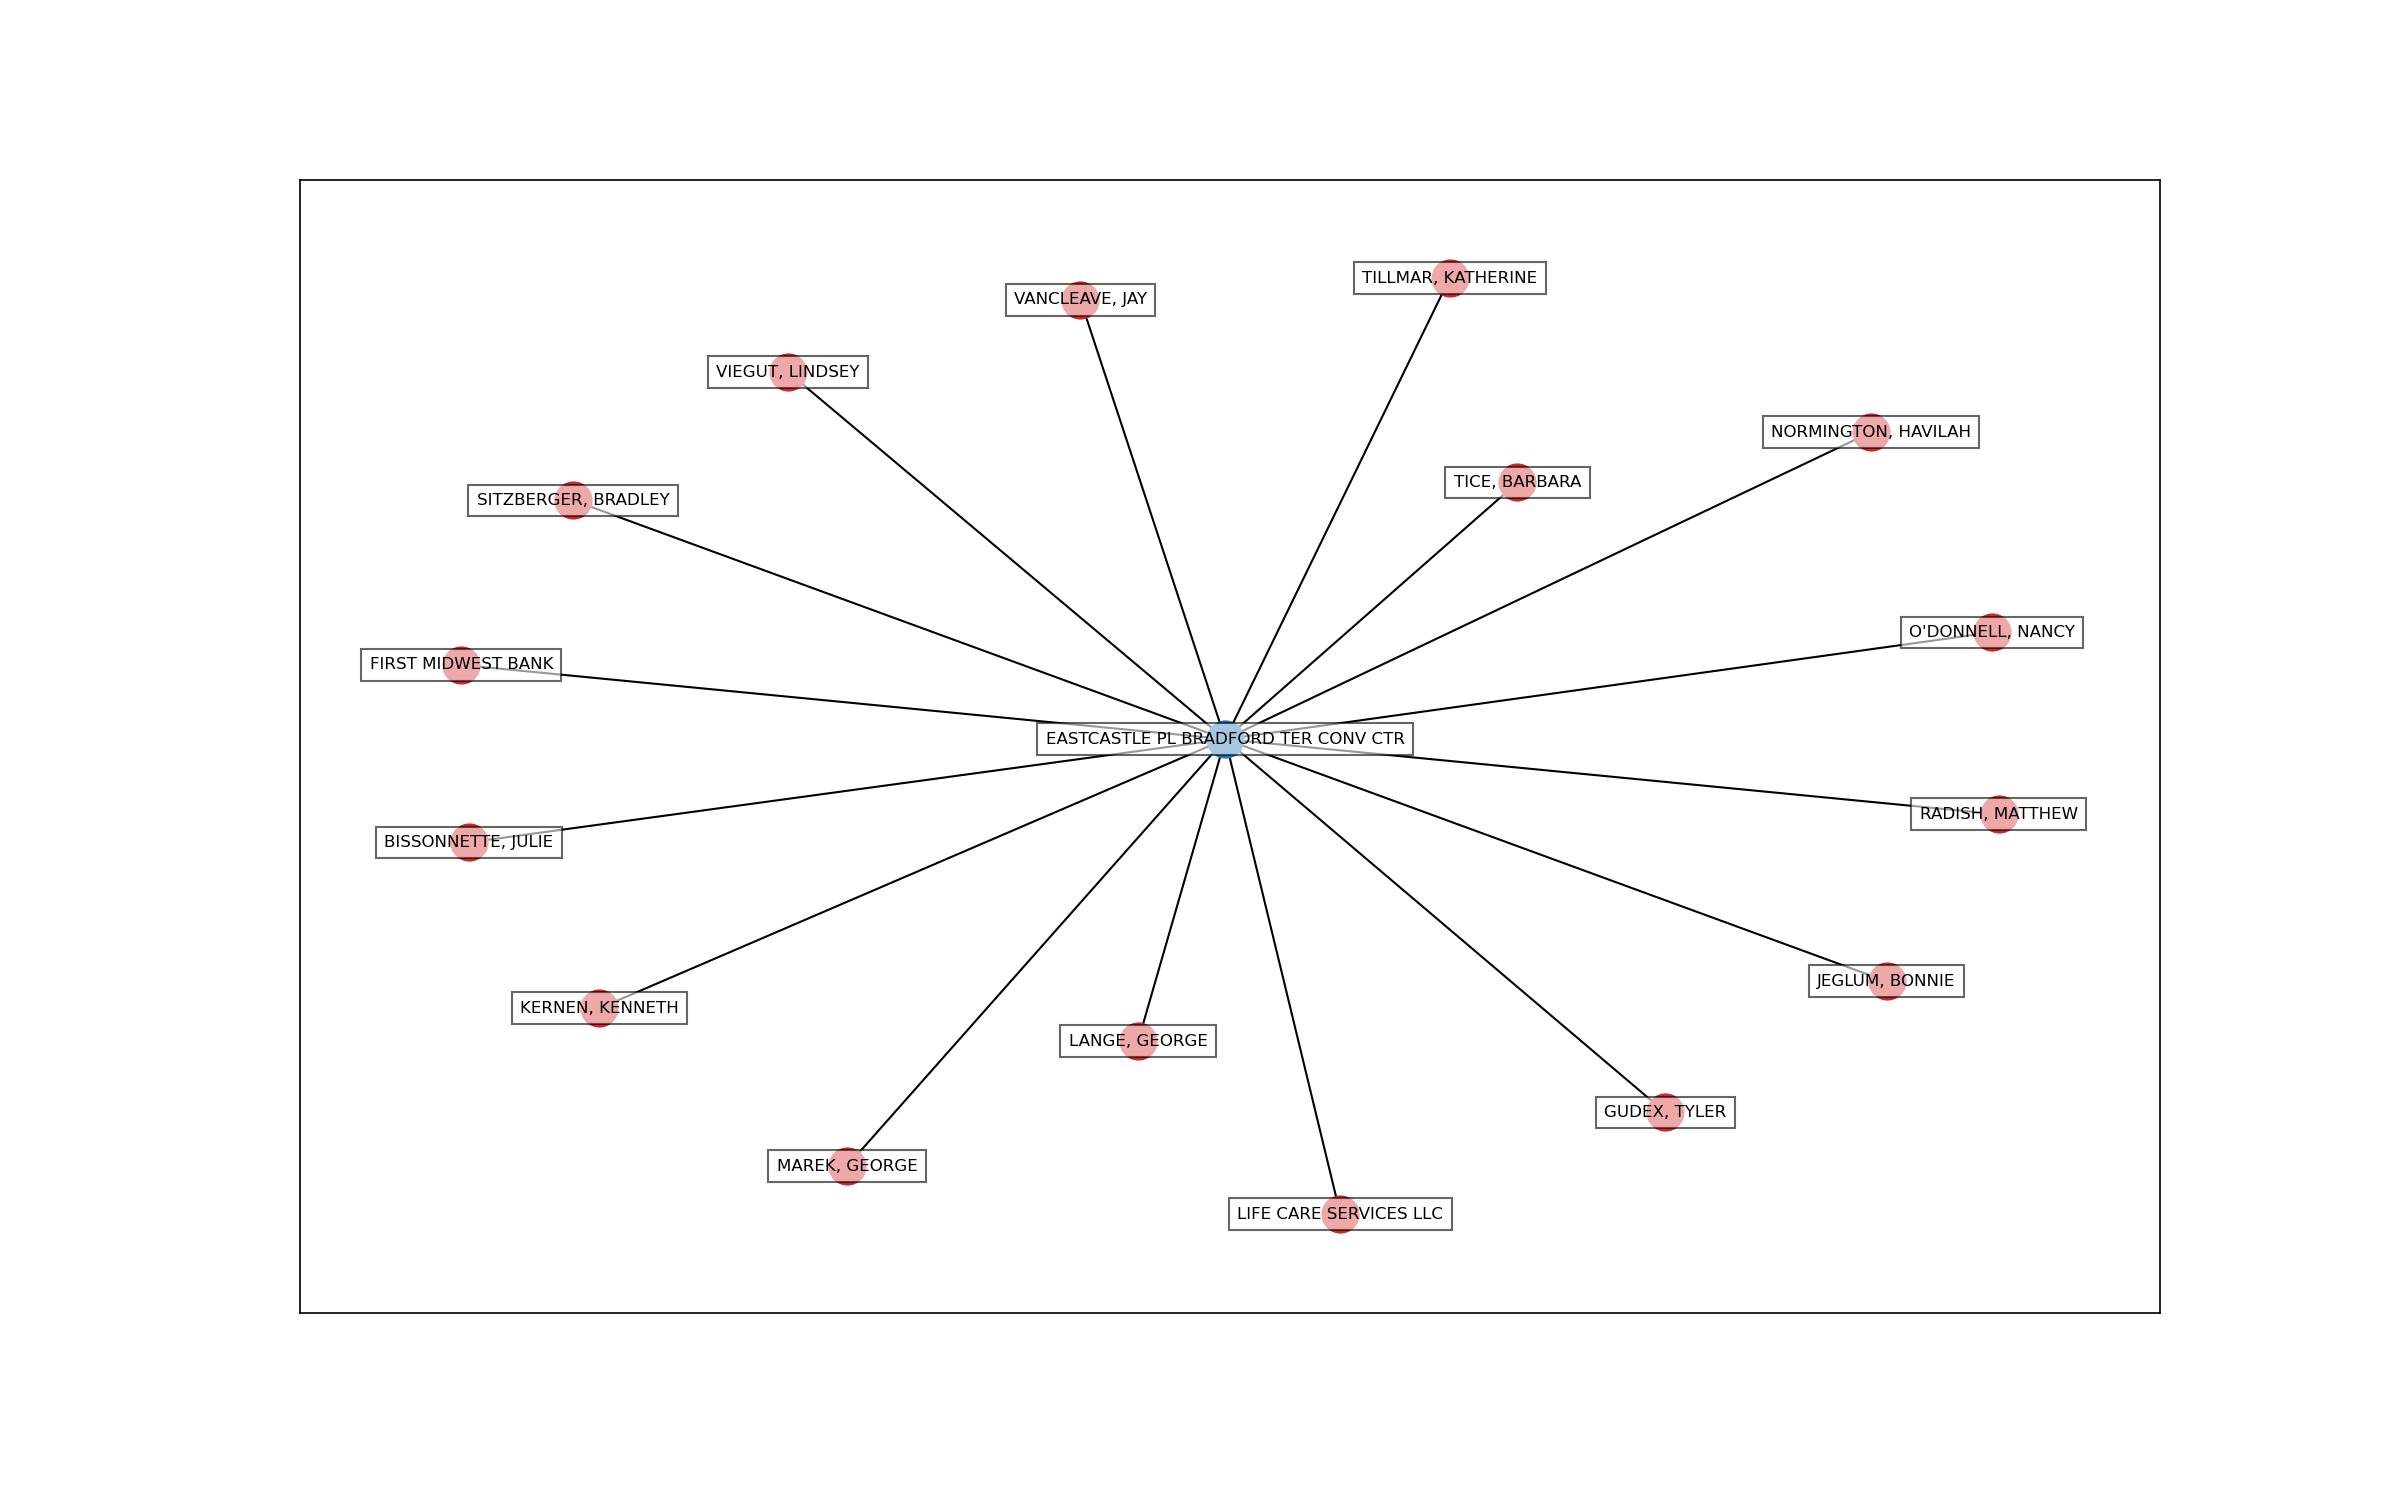 TILLMAR, KATHERINE
VANCLEAVE, JAY
VIEGUT, LINDSEY
NORMINGTON, HAVILAH
TICE, BARBARA
SITZBERGER, BRADLEY
O'DONNELL, NANCY
FIRST MIDWEST BANK
EASTCASTLE PL BRADFORD TER CONV CTR
RADISH, MATTHEW
BISSONNETTE, JULIE
JEGLUM, BONNIE
KERNEN, KENNETH
LANGE, GEORGE
GUDEX, TYLER
MAREK, GEORGE
LIFE CARE SERVICES LLC